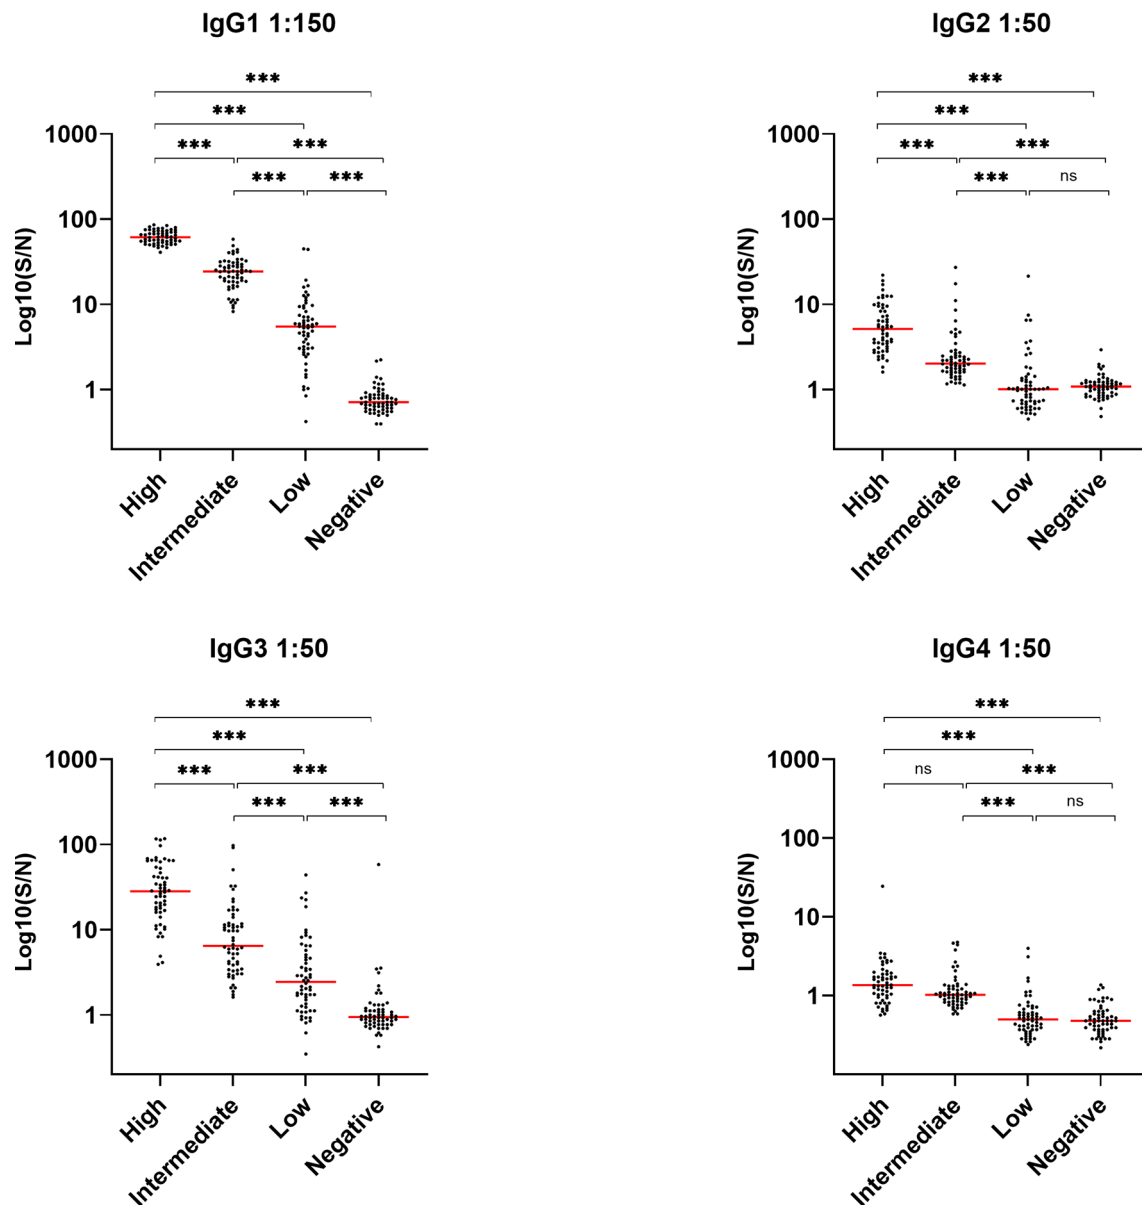 IgG1 1:150
***
***
*** ***
*** ***
1000
100
10
1
Log10(S/N)
High
Intermediate
Low
Negative
IgG2 1:50
***
***
*** ***
*** ns
1000
100
10
1
Log10(S/N)
High
Intermediate
Low
Negative
IgG3 1:50
***
***
*** ***
*** ***
1000
100
10
1
Log10(S/N)
High
Intermediate
Low
Negative
IgG4 1:50
***
***
ns ***
*** ns
1000
100
10
1
Log10(S/N)
High
Intermediate
Low
Negative